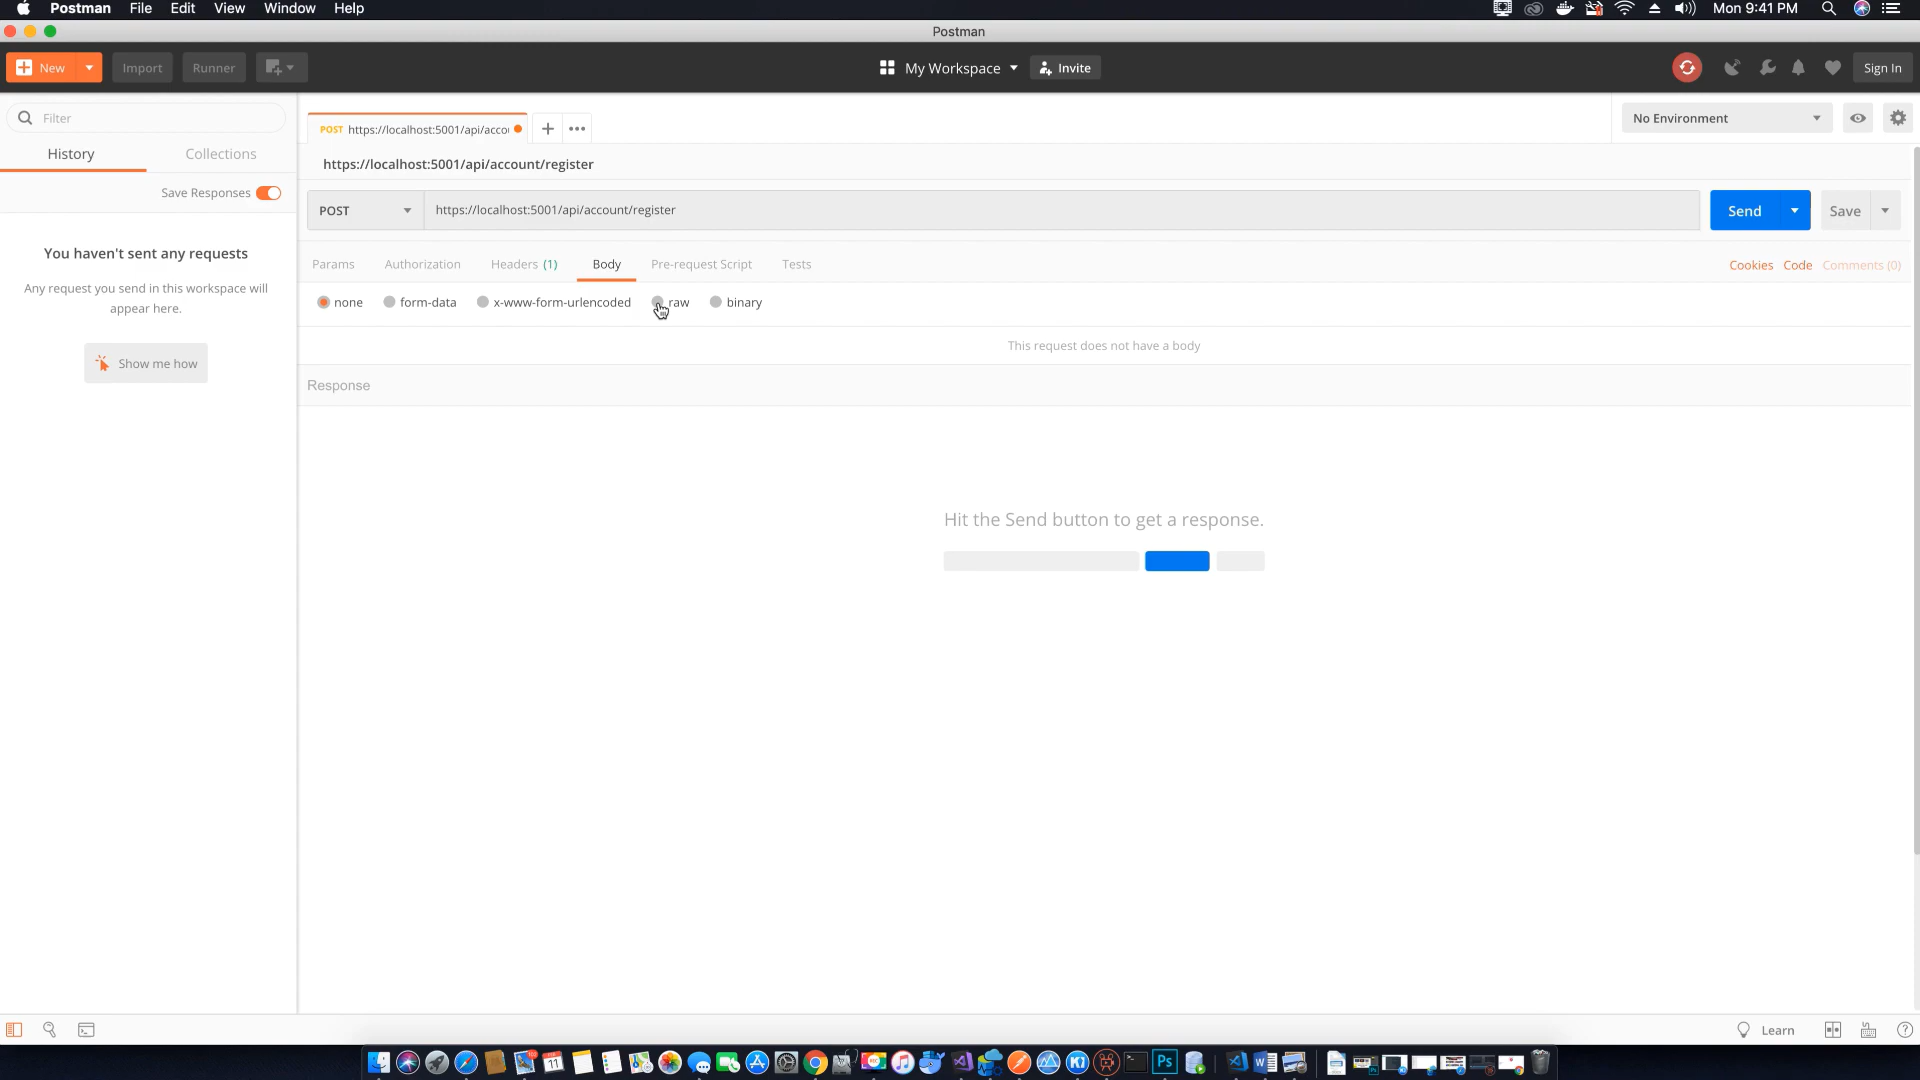 Postman File Edit View Window Help Mon 9:41 PM
Postman
New Import Runner My Workspace Invite Sign In
Filter
POST https://localhost:5001/api/acco
No Environment
History Collections
https://localhost:5001/api/account/register
Save Responses
POST https://localhost:5001/api/account/register Send Save
You haven't sent any requests
Any request you send in this workspace will
appear here.
Show me how
Params Authorization Headers (1) Body Pre-request Script Tests Cookies Code Comments (0)
none form-data x-www-form-urlencoded raw binary
This request does not have a body
Response
Hit the Send button to get a response.
Learn
Ps